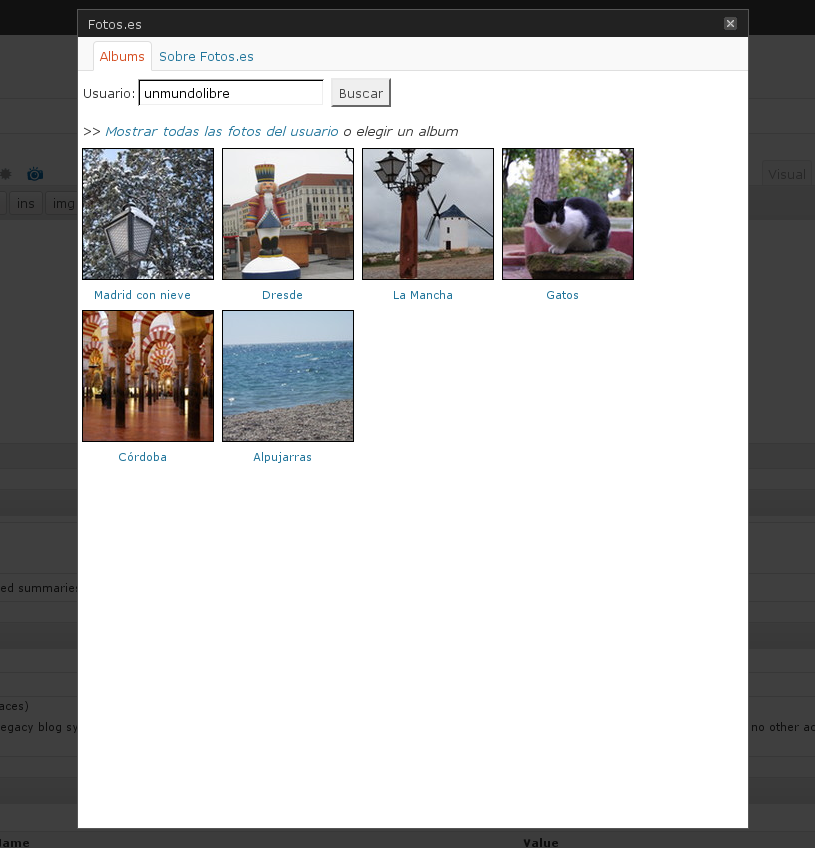 Fotos.es
Albums Sobre Fotos.es
Usuario: unmundolibre Buscar
>> Mostrar todas las fotos del usuario o elegir un album
Visual
ins img
Madrid con nieve Dresde La Mancha Gatos
Córdoba Alpujarras
ed summaries
aces)
egacy blog sy no other
Name Value